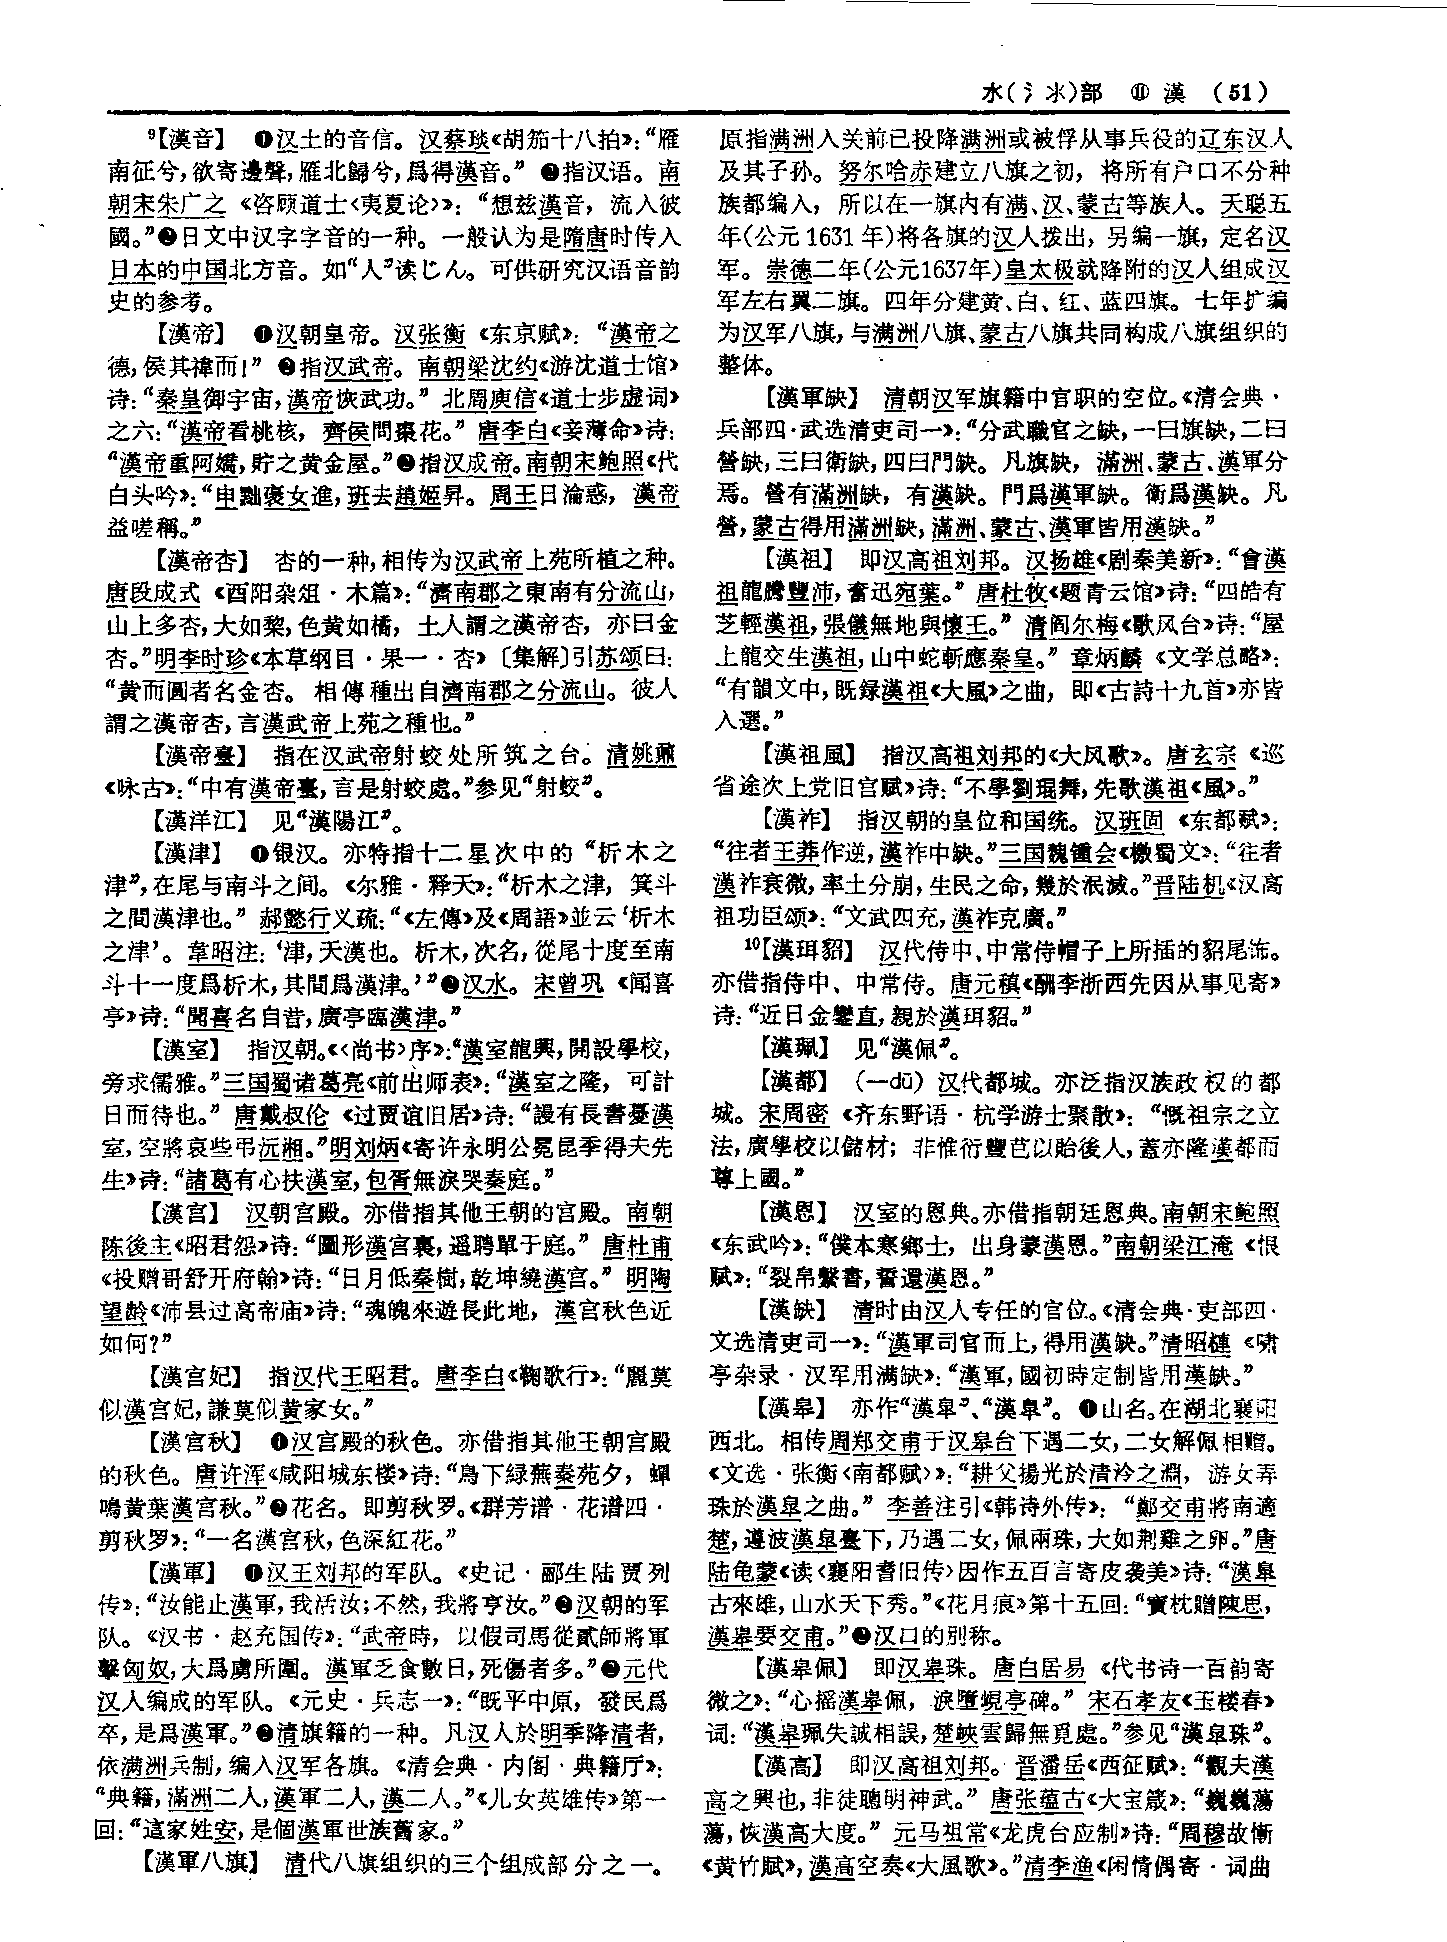 水(氵氺)部 ⑪ 漢 (51)
⁹【漢音】 ❶汉土的音信。汉蔡琰《胡笳十八拍》：“雁
南征兮，欲寄邊聲，雁北歸兮，爲得漢音。” ❷指汉语。南
朝宋朱广之《咨顾道士〈夷夏论〉》：“想兹漢音，流入彼
國。”❸日文中汉字字音的一种。一般认为是隋唐时传入
日本的中国北方音。如“人”读じん。可供研究汉语音韵
史的参考。
【漢帝】 ❶汉朝皇帝。汉张衡《东京赋》：“漢帝之
德，侯其禕而！” ❷指汉武帝。南朝梁沈约《游沈道士馆》
诗：“秦皇御宇宙，漢帝恢武功。” 北周庾信《道士步虚词》
之六：“漢帝看桃核，齊侯問棗花。” 唐李白《妾薄命》诗：
“漢帝重阿嬌，貯之黄金屋。”❸指汉成帝。南朝宋鲍照《代
白头吟》：“申黜褒女進，班去趙姬昇。周王日淪惑，漢帝
益嗟稱。”
【漢帝杏】 杏的一种，相传为汉武帝上苑所植之种。
唐段成式《酉阳杂俎·木篇》：“濟南郡之東南有分流山，
山上多杏，大如棃，色黄如橘，土人謂之漢帝杏，亦曰金
杏。”明李时珍《本草纲目·果一·杏》〔集解〕引苏颂曰：
“黄而圓者名金杏。相傳種出自濟南郡之分流山。彼人
謂之漢帝杏，言漢武帝上苑之種也。”
【漢帝臺】 指在汉武帝射蛟处所筑之台。清姚鼐
《咏古》：“中有漢帝臺，言是射蛟處。”参见“射蛟”。
【漢洋江】 见“漢陽江”。
【漢津】 ❶银汉。亦特指十二星次中的“析木之
津”，在尾与南斗之间。《尔雅·释天》：“析木之津，箕斗
之間漢津也。” 郝懿行义疏：“《左傳》及《周語》並云‘析木
之津’。韋昭注：‘津，天漢也。析木，次名，從尾十度至南
斗十一度爲析木，其間爲漢津。’”❷汉水。宋曾巩《闻喜
亭》诗：“聞喜名自昔，廣亭臨漢津。”
【漢室】 指汉朝。《〈尚书〉序》：“漢室龍興，開設學校，
旁求儒雅。”三国蜀诸葛亮《前出师表》：“漢室之隆，可計
日而待也。” 唐戴叔伦《过贾谊旧居》诗：“謾有長書憂漢
室，空將哀些弔沅湘。”明刘炳《寄许永明公冕昆季得夫先
生》诗：“諸葛有心扶漢室，包胥無淚哭秦庭。”
【漢宫】 汉朝宫殿。亦借指其他王朝的宫殿。南朝
陈後主《昭君怨》诗：“圖形漢宫裏，遥聘單于庭。” 唐杜甫
《投赠哥舒开府翰》诗：“日月低秦樹，乾坤繞漢宫。” 明陶
望龄《沛县过高帝庙》诗：“魂魄來遊長此地，漢宫秋色近
如何？”
【漢宫妃】 指汉代王昭君。唐李白《鞠歌行》：“麗莫
似漢宫妃，謙莫似黄家女。”
【漢宫秋】 ❶汉宫殿的秋色。亦借指其他王朝宫殿
的秋色。唐许浑《咸阳城东楼》诗：“鳥下緑蕪秦苑夕，蟬
鳴黄葉漢宫秋。”❷花名。即剪秋罗。《群芳谱·花谱四·
剪秋罗》：“一名漢宫秋，色深紅花。”
【漢軍】 ❶汉王刘邦的军队。《史记·郦生陆贾列
传》：“汝能止漢軍，我活汝；不然，我將亨汝。”❷汉朝的军
队。《汉书·赵充国传》：“武帝時，以假司馬從貳師將軍
擊匈奴，大爲虜所圍。漢軍乏食數日，死傷者多。”❸元代
汉人编成的军队。《元史·兵志一》：“既平中原，發民爲
卒，是爲漢軍。”❹清旗籍的一种。凡汉人於明季降清者，
依满洲兵制，编入汉军各旗。《清会典·内阁·典籍厅》：
“典籍，滿洲二人，漢軍二人，漢二人。”《儿女英雄传》第一
回：“這家姓安，是個漢軍世族舊家。”
【漢軍八旗】 清代八旗组织的三个组成部分之一。
原指满洲入关前已投降满洲或被俘从事兵役的辽东汉人
及其子孙。努尔哈赤建立八旗之初，将所有户口不分种
族都编入，所以在一旗内有满、汉、蒙古等族人。天聪五
年（公元1631年）将各旗的汉人拨出，另编一旗，定名汉
军。崇德二年（公元1637年）皇太极就降附的汉人组成汉
军左右翼二旗。四年分建黄、白、红、蓝四旗。七年扩编
为汉军八旗，与满洲八旗、蒙古八旗共同构成八旗组织的
整体。
【漢軍缺】 清朝汉军旗籍中官职的空位。《清会典·
兵部四·武选清吏司一》：“分武職官之缺，一曰旗缺，二曰
營缺，三曰衛缺，四曰門缺。凡旗缺，滿洲、蒙古、漢軍分
焉。營有滿洲缺，有漢缺。門爲漢軍缺。衛爲漢缺。凡
營，蒙古得用滿洲缺，滿洲、蒙古、漢軍皆用漢缺。”
【漢祖】 即汉高祖刘邦。汉扬雄《剧秦美新》：“會漢
祖龍騰豐沛，奮迅宛葉。” 唐杜牧《题青云馆》诗：“四皓有
芝輕漢祖，張儀無地與懷王。” 清阎尔梅《歌风台》诗：“屋
上龍交生漢祖，山中蛇斬應秦皇。” 章炳麟《文学总略》：
“有韻文中，既録漢祖《大風》之曲，即《古詩十九首》亦皆
入選。”
【漢祖風】 指汉高祖刘邦的《大风歌》。唐玄宗《巡
省途次上党旧宫赋》诗：“不學劉琨舞，先歌漢祖《風》。”
【漢祚】 指汉朝的皇位和国统。汉班固《东都赋》：
“往者王莽作逆，漢祚中缺。”三国魏锺会《檄蜀文》：“往者
漢祚衰微，率土分崩，生民之命，幾於泯滅。”晋陆机《汉高
祖功臣颂》：“文武四充，漢祚克廣。”
¹⁰【漢珥貂】 汉代侍中、中常侍帽子上所插的貂尾饰。
亦借指侍中、中常侍。唐元稹《酬李浙西先因从事见寄》
诗：“近日金鑾直，親於漢珥貂。”
【漢珮】 见“漢佩”。
【漢都】 （—dū）汉代都城。亦泛指汉族政权的都
城。宋周密《齐东野语·杭学游士聚散》：“慨祖宗之立
法，廣學校以儲材；非惟衍豐芑以貽後人，蓋亦隆漢都而
尊上國。”
【漢恩】 汉室的恩典。亦借指朝廷恩典。南朝宋鲍照
《东武吟》：“僕本寒鄉士，出身蒙漢恩。”南朝梁江淹《恨
赋》：“裂帛繫書，誓還漢恩。”
【漢缺】 清时由汉人专任的官位。《清会典·吏部四·
文选清吏司一》：“漢軍司官而上，得用漢缺。”清昭槤《啸
亭杂录·汉军用满缺》：“漢軍，國初時定制皆用漢缺。”
【漢皋】 亦作“漢臯”、“漢皐”。❶山名。在湖北襄阳
西北。相传周郑交甫于汉皋台下遇二女，二女解佩相赠。
《文选·张衡〈南都赋〉》：“耕父揚光於清泠之淵，游女弄
珠於漢皋之曲。” 李善注引《韩诗外传》：“鄭交甫將南適
楚，遵彼漢皋臺下，乃遇二女，佩兩珠，大如荆雞之卵。”唐
陆龟蒙《读〈襄阳耆旧传〉因作五百言寄皮袭美》诗：“漢皋
古來雄，山水天下秀。”《花月痕》第十五回：“寶枕贈陳思，
漢皋要交甫。”❷汉口的别称。
【漢皋佩】 即汉皋珠。唐白居易《代书诗一百韵寄
微之》：“心摇漢皋佩，淚墮峴亭碑。” 宋石孝友《玉楼春》
词：“漢皋珮失誠相誤，楚峽雲歸無覓處。”参见“漢皋珠”。
【漢高】 即汉高祖刘邦。晋潘岳《西征赋》：“觀夫漢
高之興也，非徒聰明神武。” 唐张蕴古《大宝箴》：“巍巍蕩
蕩，恢漢高大度。” 元马祖常《龙虎台应制》诗：“周穆故慚
《黄竹賦》，漢高空奏《大風歌》。”清李渔《闲情偶寄·词曲